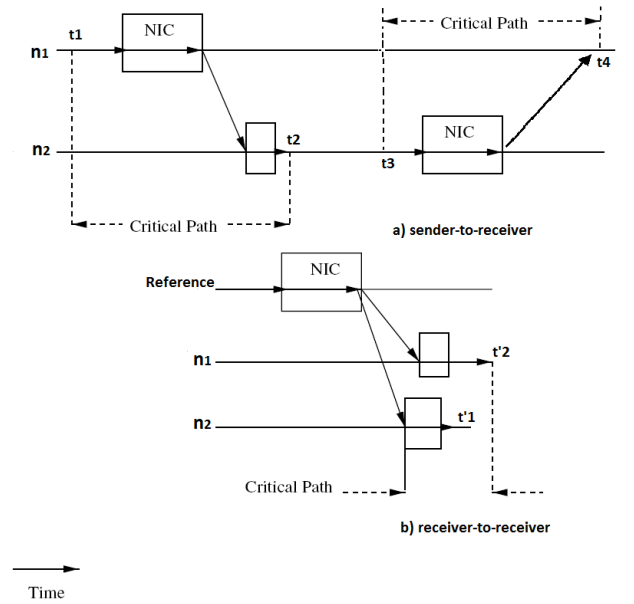 Critical Path
n1 t1 NIC t4
n2 t2 t3 NIC
Critical Path
a) sender-to-receiver
Reference NIC
n1 t'2
n2 t'1
Critical Path
b) receiver-to-receiver
Time